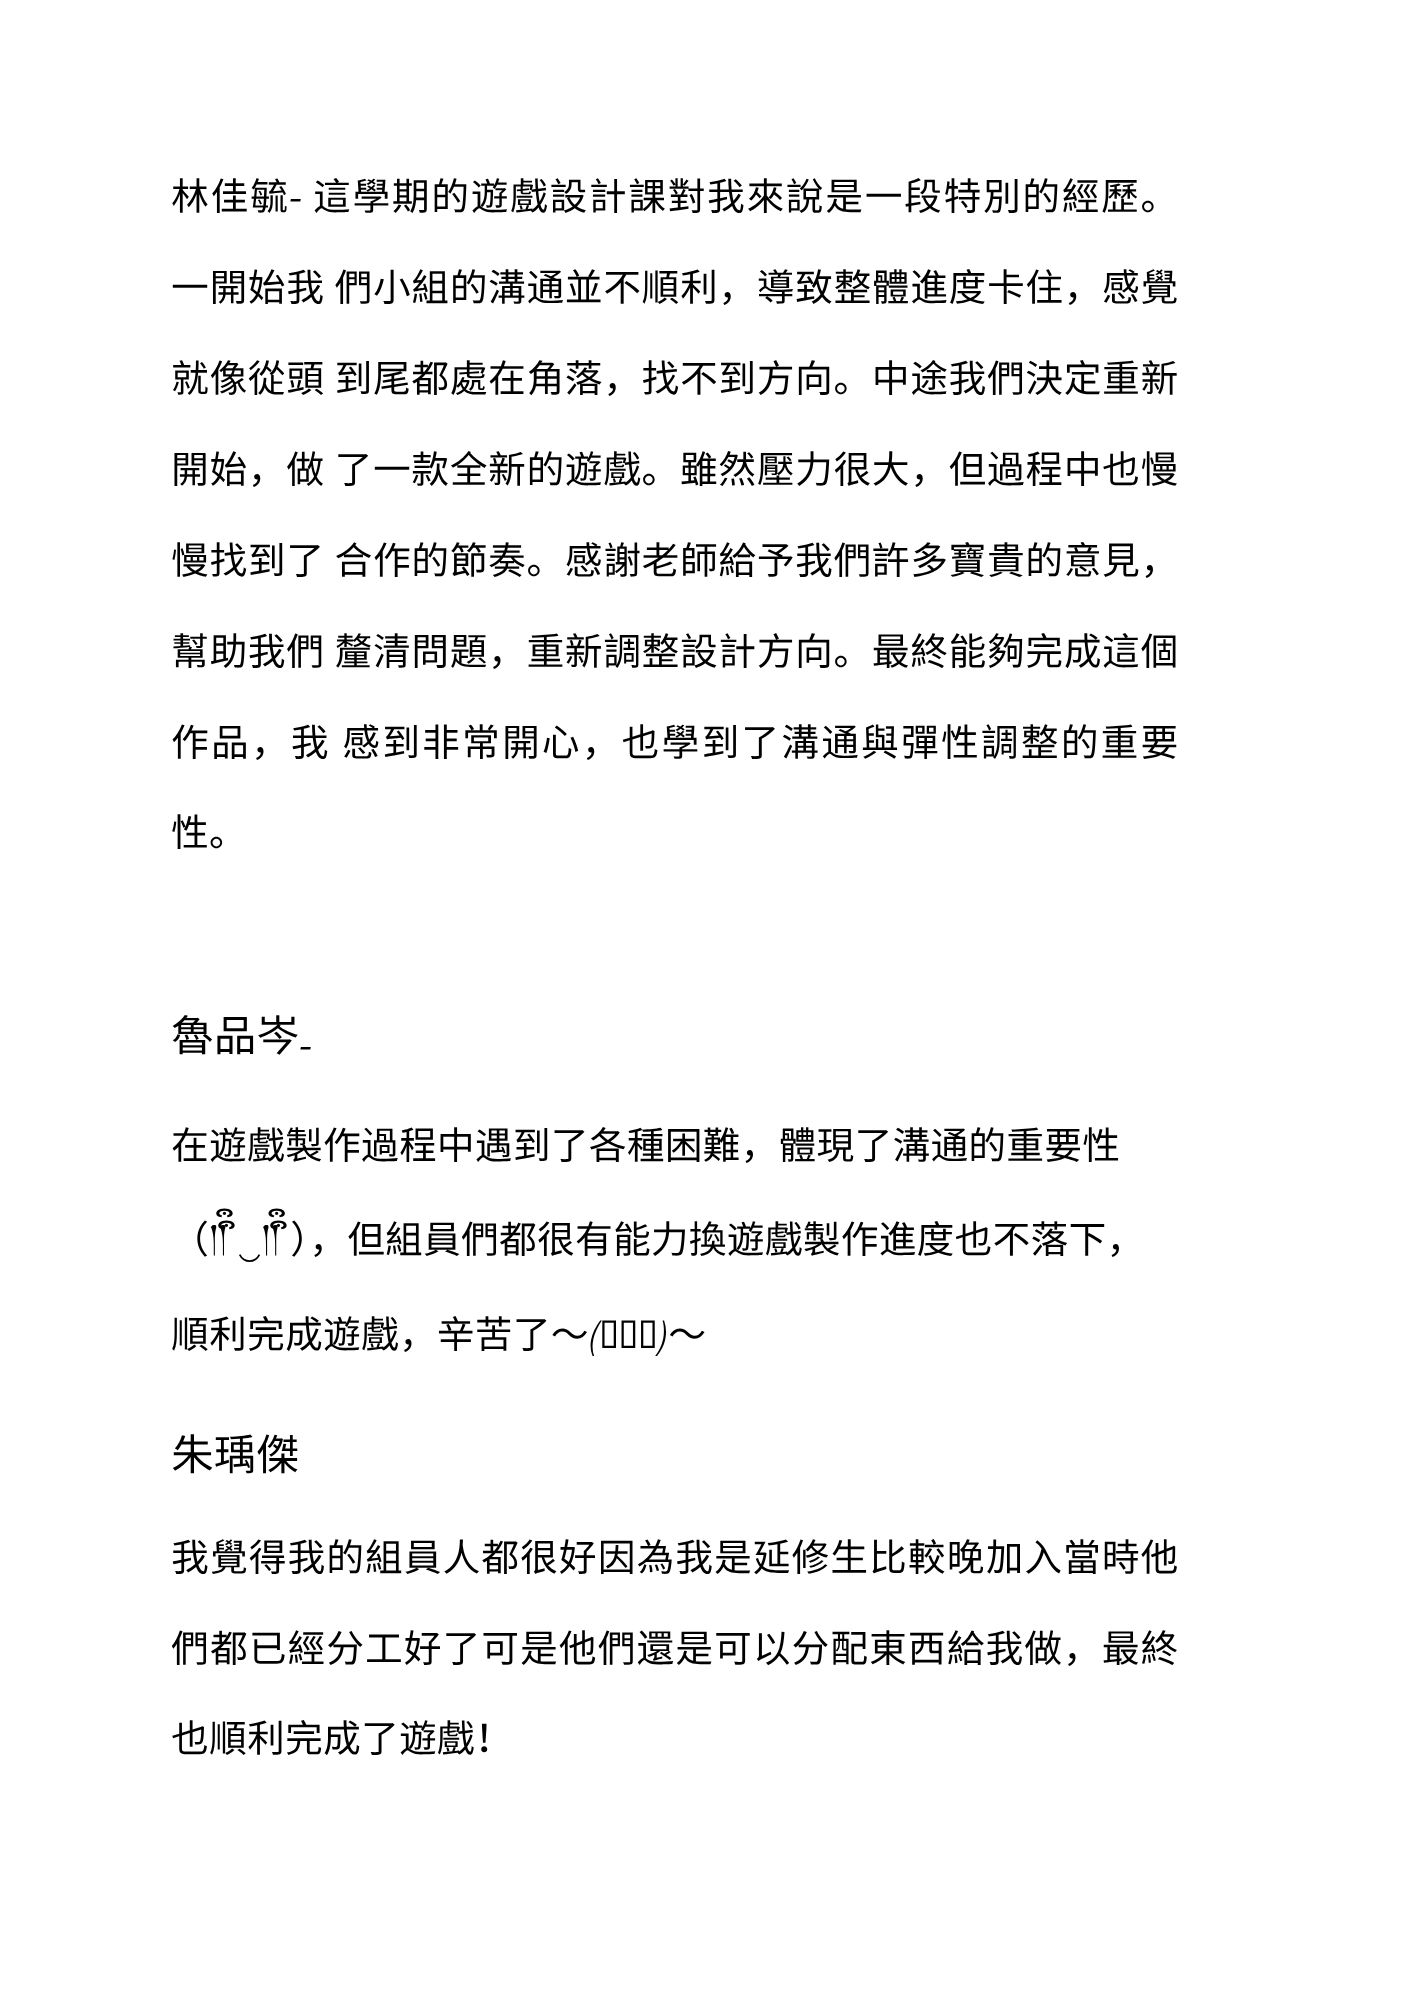 林佳毓- 這學期的遊戲設計課對我來說是一段特別的經歷。
一開始我 們小組的溝通並不順利，導致整體進度卡住，感覺
就像從頭 到尾都處在角落，找不到方向。中途我們決定重新
開始，做 了一款全新的遊戲。雖然壓力很大，但過程中也慢
慢找到了 合作的節奏。感謝老師給予我們許多寶貴的意見，
幫助我們 釐清問題，重新調整設計方向。最終能夠完成這個
作品，我 感到非常開心，也學到了溝通與彈性調整的重要
性。
魯品岑-
在遊戲製作過程中遇到了各種困難，體現了溝通的重要性
（ ‿ ），但組員們都很有能力換遊戲製作進度也不落下，
順利完成遊戲，辛苦了～(▯▯▯)～
朱瑀傑
我覺得我的組員人都很好因為我是延修生比較晚加入當時他
們都已經分工好了可是他們還是可以分配東西給我做，最終
也順利完成了遊戲！